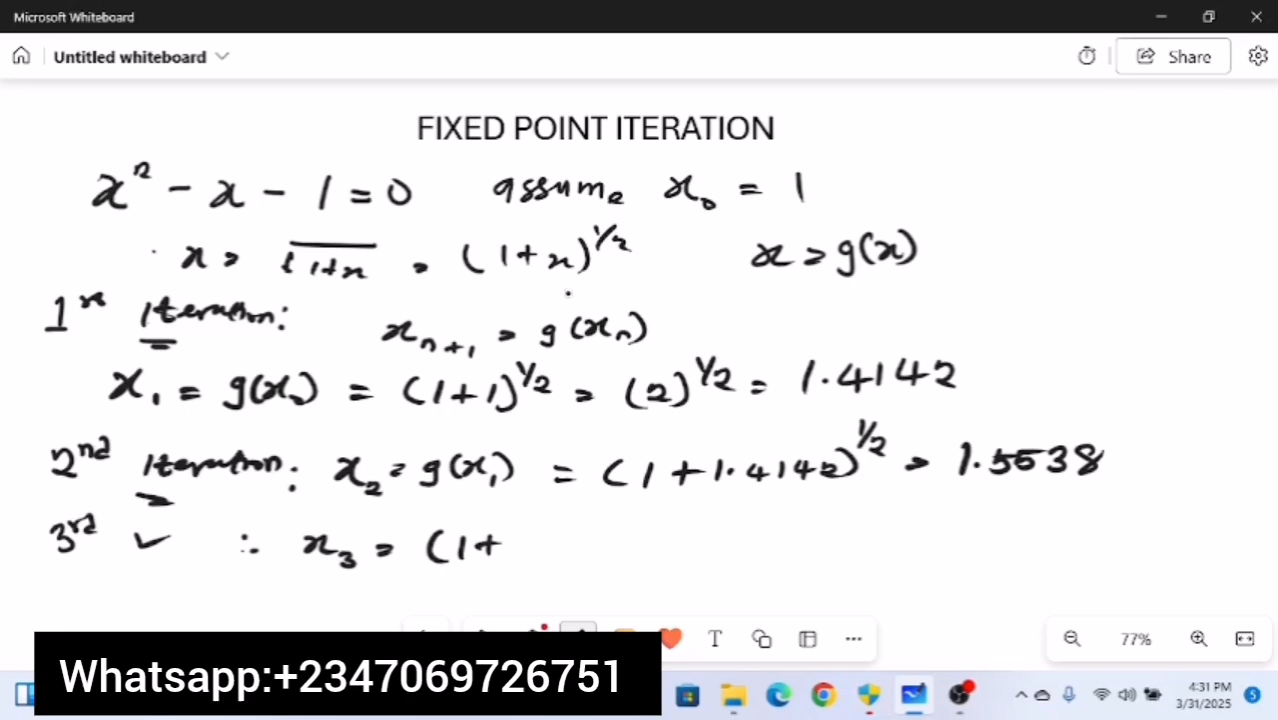 Microsoft Whiteboard
Untitled whiteboard
Share
FIXED POINT ITERATION
x² - x - 1 = 0 assume x₀ = 1
x = √1+x = (1+x)^1/2 x = g(x)
1st Iteration: xₙ₊₁ = g(xₙ)
x₁ = g(x₀) = (1+1)^1/2 = (2)^1/2 = 1.4142
2nd Iteration: x₂ = g(x₁) = (1+1.4142)^1/2 = 1.5538
3rd ✓ ∴ x₃ = (1+
T
77%
Whatsapp:+2347069726751
4:31 PM
3/31/2025
5